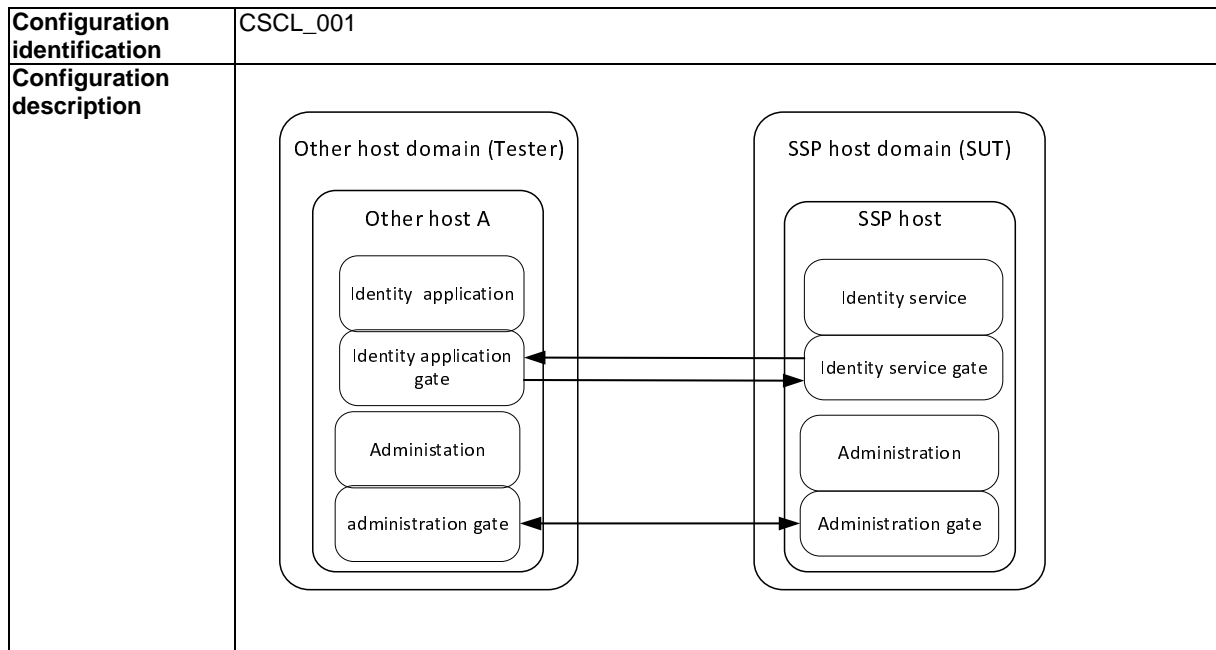 Configuration
identification
CSCL_001
Configuration
description
Other host domain (Tester)
Other host A
Identity application
Identity application
gate
Administation
administration gate
SSP host domain (SUT)
SSP host
Identity service
Identity service gate
Administration
Administration gate